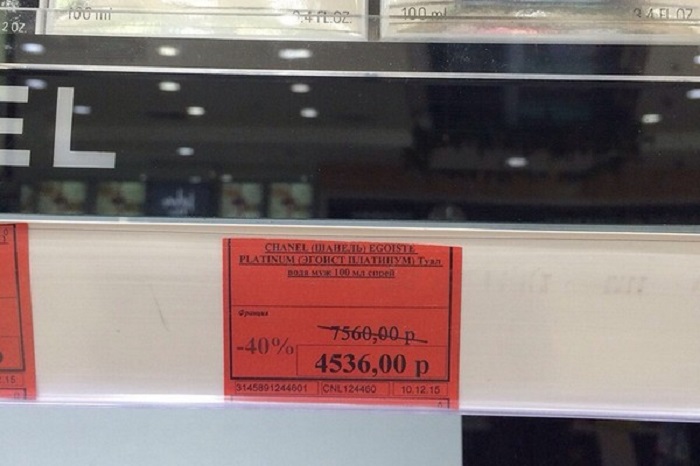 100 ml 3.4 FL.OZ.
100 ml 3.4 FL.OZ.
EL
CHANEL (ШАНЕЛЬ) EGOISTE
PLATINUM (ЭГОИСТ ПЛАТИНУМ) Туал
вода муж 100 мл спрей
Франция
7560,00 р
-40%
4536,00 р
3145891244601 CNL124460 10.12.15